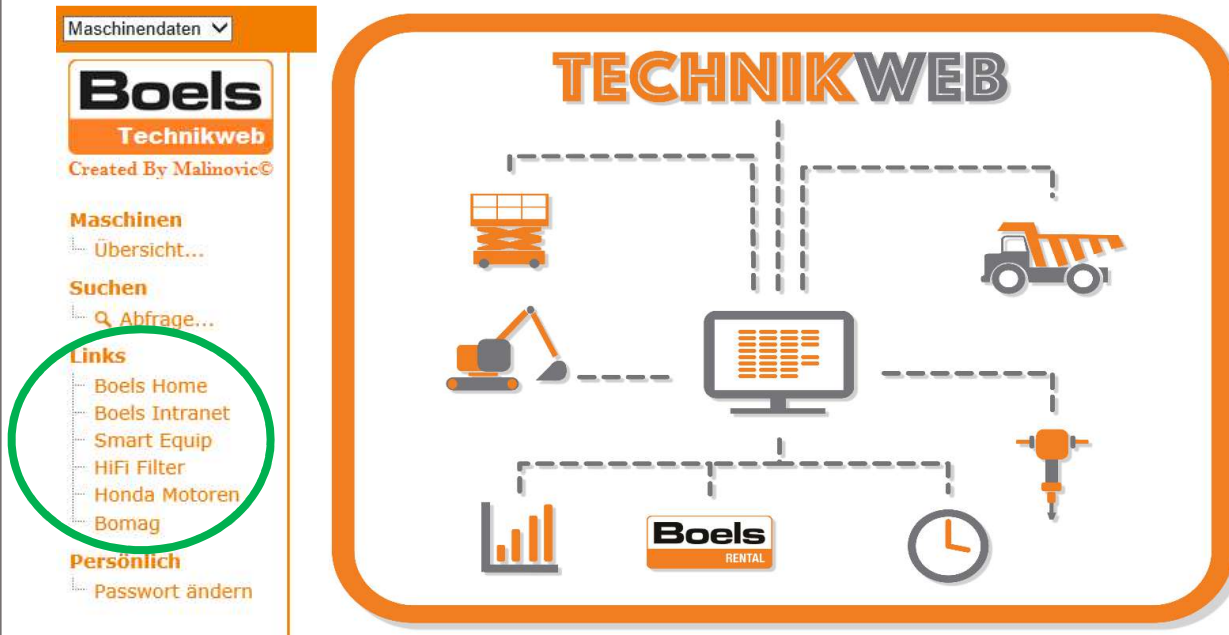 Maschinendaten
Boels
Technikweb
Created By Malinovic©
Maschinen
Übersicht...
Suchen
Abfrage...
Links
Boels Home
Boels Intranet
Smart Equip
HiFi Filter
Honda Motoren
Bomag
Persönlich
Passwort ändern
TECHNIKWEB
Boels
RENTAL